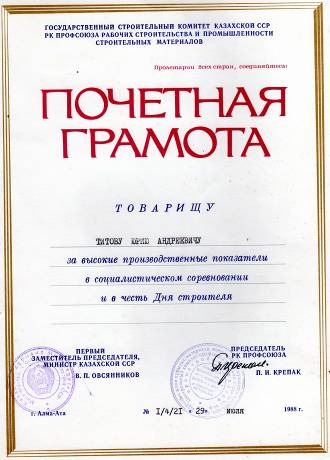 ГОСУДАРСТВЕННЫЙ СТРОИТЕЛЬНЫЙ КОМИТЕТ КАЗАХСКОЙ ССР
РК ПРОФСОЮЗА РАБОЧИХ СТРОИТЕЛЬСТВА И ПРОМЫШЛЕННОСТИ
СТРОИТЕЛЬНЫХ МАТЕРИАЛОВ
Пролетарии всех стран, соединяйтесь!
ПОЧЕТНАЯ
ГРАМОТА
ТОВАРИЩУ
ТИТОВУ ЮРИЮ АНДРЕЕВИЧУ
за высокие производственные показатели
в социалистическом соревновании
и в честь Дня строителя
ПЕРВЫЙ
ЗАМЕСТИТЕЛЬ ПРЕДСЕДАТЕЛЯ,
МИНИСТР КАЗАХСКОЙ ССР
В. П. ОВСЯННИКОВ
ПРЕДСЕДАТЕЛЬ
РК ПРОФСОЮЗА
П. И. КРЕПАК
г. Алма-Ата
№ I/4/2I « 29 » июля 1988 г.